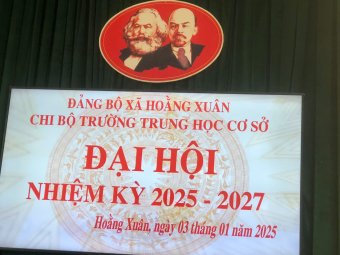 ĐẢNG BỘ XÃ HOẰNG XUÂN
CHI BỘ TRƯỜNG TRUNG HỌC CƠ SỞ
ĐẠI HỘI
NHIỆM KỲ 2025 - 2027
Hoằng Xuân, ngày 03 tháng 01 năm 2025